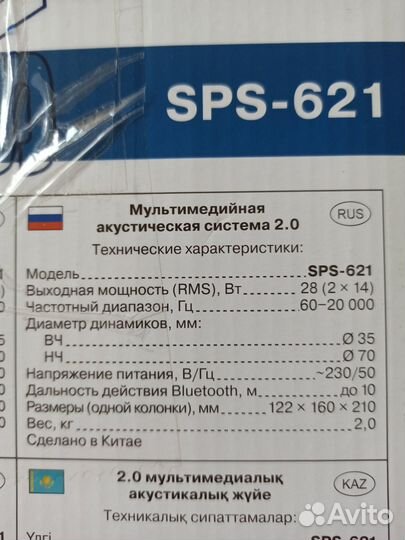 SPS-621
Мультимедийная
акустическая система 2.0
RUS
Технические характеристики:
Модель SPS-621
Выходная мощность (RMS), Вт 28 (2 × 14)
Частотный диапазон, Гц 60–20 000
Диаметр динамиков, мм:
ВЧ Ø 35
НЧ Ø 70
Напряжение питания, В/Гц ~230/50
Дальность действия Bluetooth, м до 10
Размеры (одной колонки), мм 122 × 160 × 210
Вес, кг 2,0
Сделано в Китае
2.0 мультимедиалық
акустикалық жүйе
KAZ
Техникалық сипаттамалар:
Үлгі SPS-621
Avito